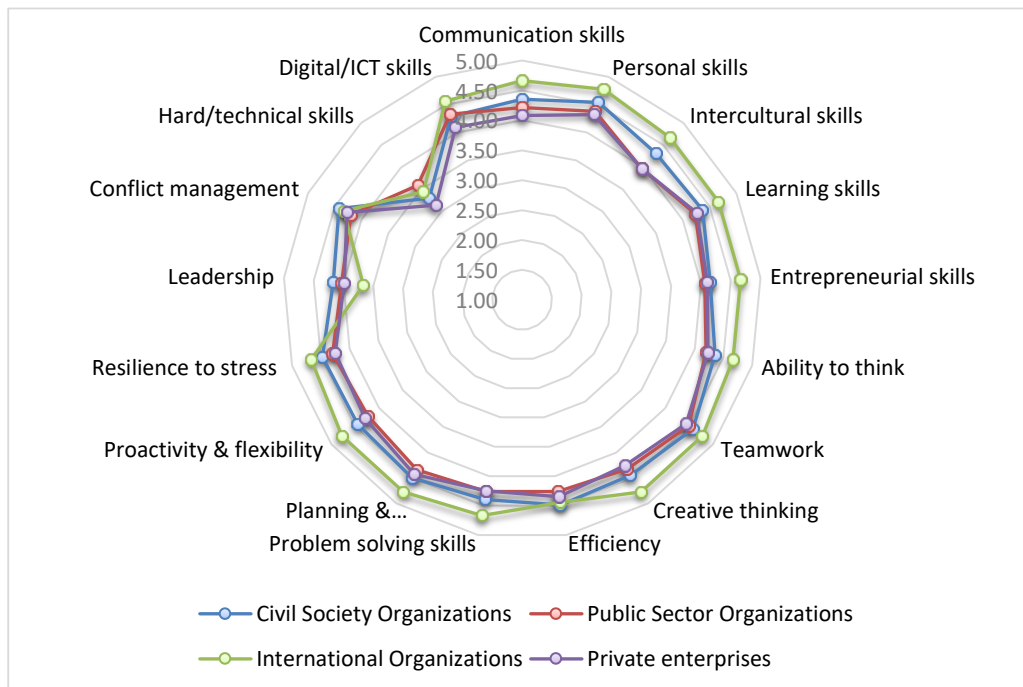 Communication skills
Personal skills
Intercultural skills
Learning skills
Entrepreneurial skills
Ability to think
Teamwork
Creative thinking
Efficiency
Problem solving skills
Planning &...
Proactivity & flexibility
Resilience to stress
Leadership
Conflict management
Hard/technical skills
Digital/ICT skills
5.00
4.50
4.00
3.50
3.00
2.50
2.00
1.50
1.00
Civil Society Organizations
Public Sector Organizations
International Organizations
Private enterprises